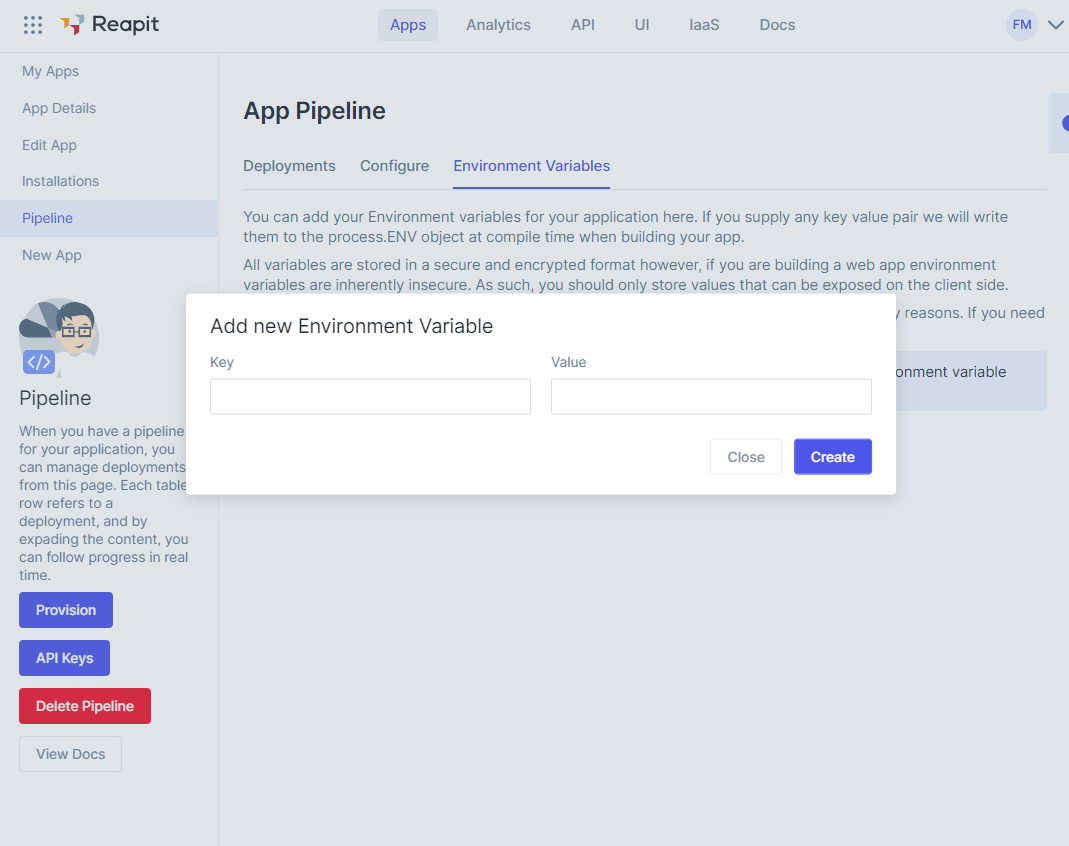 Reapit
Apps
Analytics
API
UI
IaaS
Docs
FM
My Apps
App Details
Edit App
Installations
Pipeline
New App
App Pipeline
Deployments
Configure
Environment Variables
You can add your Environment variables for your application here. If you supply any key value pair we will write
them to the process.ENV object at compile time when building your app.
All variables are stored in a secure and encrypted format however, if you are building a web app environment
variables are inherently insecure. As such, you should only store values that can be exposed on the client side.
reasons. If you need
variable
Add new Environment Variable
Key
Value
Close
Create
</>
Pipeline
When you have a pipeline
for your application, you
can manage deployments
from this page. Each table
row refers to a
deployment, and by
expading the content, you
can follow progress in real
time.
Provision
API Keys
Delete Pipeline
View Docs